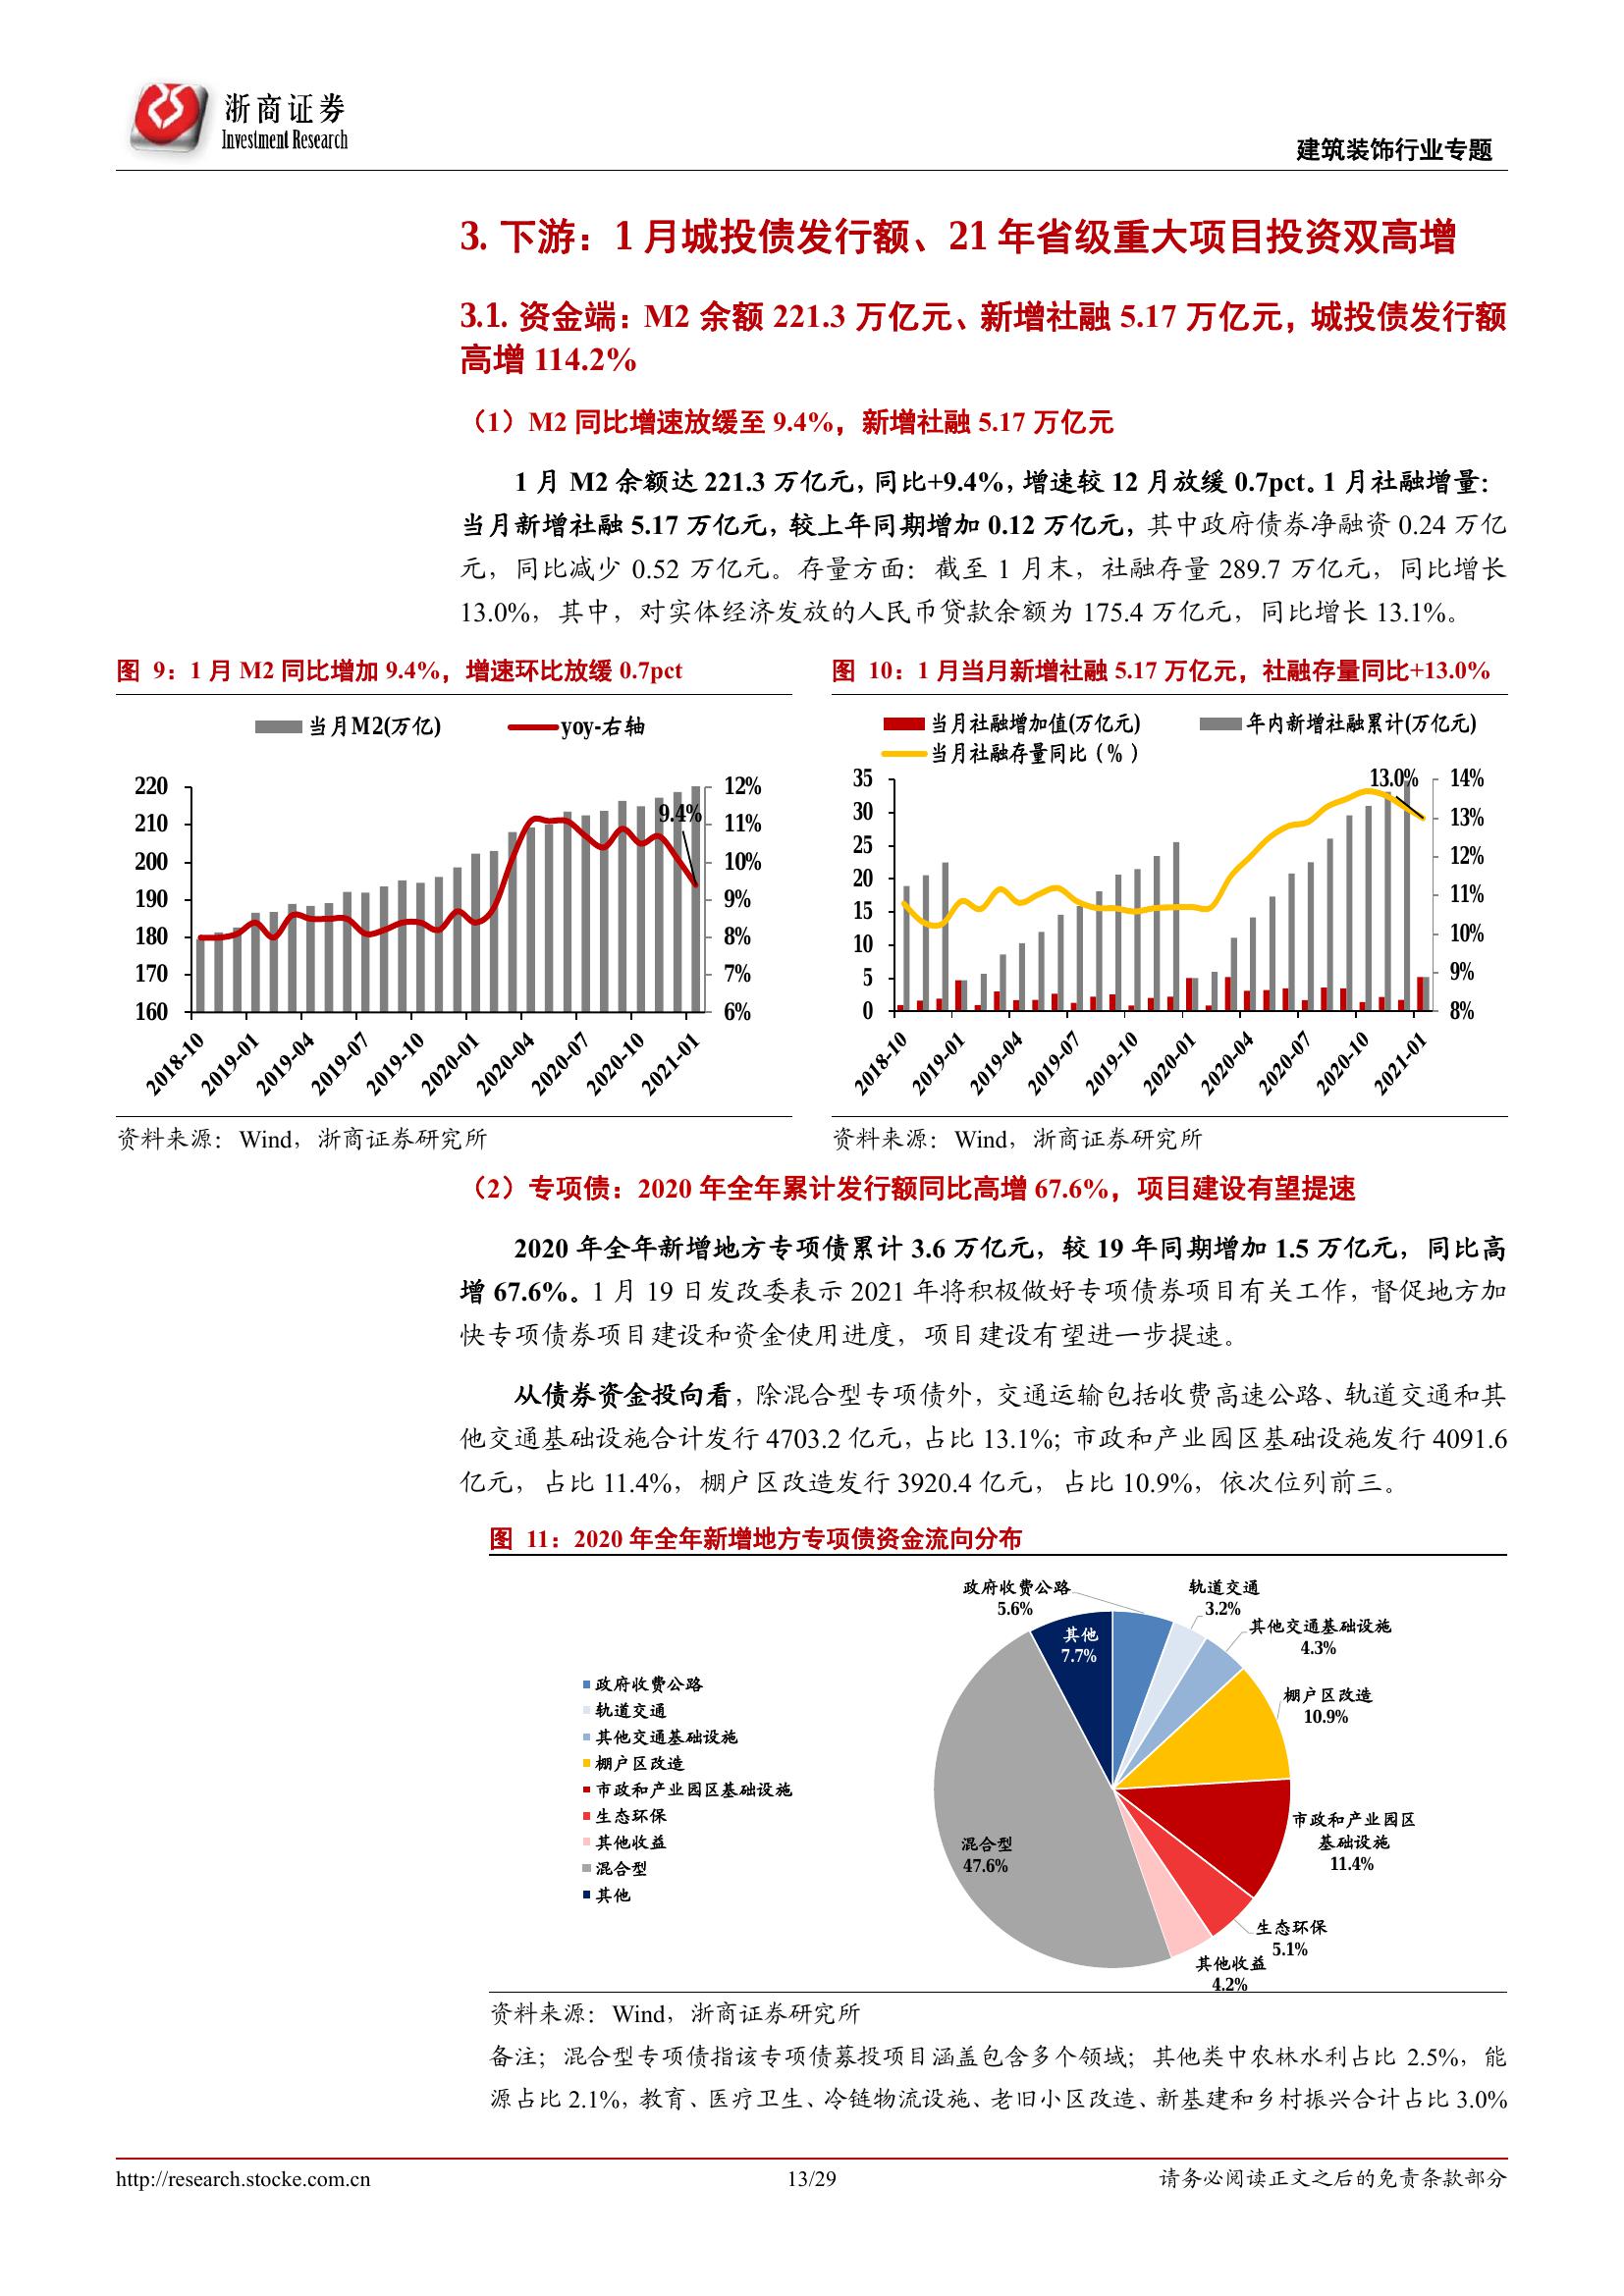 浙商证券
Investment Research
建筑装饰行业专题
3. 下游：1 月城投债发行额、21 年省级重大项目投资双高增
3.1. 资金端：M2 余额 221.3 万亿元、新增社融 5.17 万亿元，城投债发行额
高增 114.2%
（1）M2 同比增速放缓至 9.4%，新增社融 5.17 万亿元
1 月 M2 余额达 221.3 万亿元，同比+9.4%，增速较 12 月放缓 0.7pct。1 月社融增量：
当月新增社融 5.17 万亿元，较上年同期增加 0.12 万亿元，其中政府债券净融资 0.24 万亿
元，同比减少 0.52 万亿元。存量方面：截至 1 月末，社融存量 289.7 万亿元，同比增长
13.0%，其中，对实体经济发放的人民币贷款余额为 175.4 万亿元，同比增长 13.1%。
图 9：1 月 M2 同比增加 9.4%，增速环比放缓 0.7pct
当月M2(万亿)
yoy-右轴
220
210
200
190
180
170
160
12%
11%
10%
9%
8%
7%
6%
9.4%
2018-10
2019-01
2019-04
2019-07
2019-10
2020-01
2020-04
2020-07
2020-10
2021-01
资料来源：Wind，浙商证券研究所
图 10：1 月当月新增社融 5.17 万亿元，社融存量同比+13.0%
当月社融增加值(万亿元)
年内新增社融累计(万亿元)
当月社融存量同比（%）
35
30
25
20
15
10
5
0
14%
13%
12%
11%
10%
9%
8%
13.0%
2018-10
2019-01
2019-04
2019-07
2019-10
2020-01
2020-04
2020-07
2020-10
2021-01
资料来源：Wind，浙商证券研究所
（2）专项债：2020 年全年累计发行额同比高增 67.6%，项目建设有望提速
2020 年全年新增地方专项债累计 3.6 万亿元，较 19 年同期增加 1.5 万亿元，同比高
增 67.6%。1 月 19 日发改委表示 2021 年将积极做好专项债券项目有关工作，督促地方加
快专项债券项目建设和资金使用进度，项目建设有望进一步提速。
从债券资金投向看，除混合型专项债外，交通运输包括收费高速公路、轨道交通和其
他交通基础设施合计发行 4703.2 亿元，占比 13.1%；市政和产业园区基础设施发行 4091.6
亿元，占比 11.4%，棚户区改造发行 3920.4 亿元，占比 10.9%，依次位列前三。
图 11：2020 年全年新增地方专项债资金流向分布
政府收费公路
轨道交通
其他交通基础设施
棚户区改造
市政和产业园区基础设施
生态环保
其他收益
混合型
其他
政府收费公路
5.6%
轨道交通
3.2%
其他交通基础设施
4.3%
棚户区改造
10.9%
市政和产业园区
基础设施
11.4%
生态环保
5.1%
其他收益
4.2%
混合型
47.6%
其他
7.7%
资料来源：Wind，浙商证券研究所
备注；混合型专项债指该专项债募投项目涵盖包含多个领域；其他类中农林水利占比 2.5%，能
源占比 2.1%，教育、医疗卫生、冷链物流设施、老旧小区改造、新基建和乡村振兴合计占比 3.0%
http://research.stocke.com.cn
13/29
请务必阅读正文之后的免责条款部分